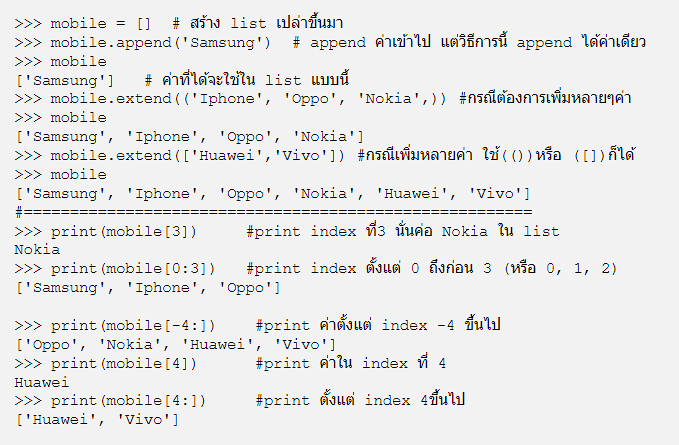 >>> mobile = []  # สร้าง list เปล่าขึ้นมา
>>> mobile.append('Samsung')  # append ค่าเข้าไป แต่วิธีการนี้ append ได้ค่าเดียว
>>> mobile
['Samsung']   # ค่าที่ได้จะใช้ใน list แบบนี้
>>> mobile.extend(('Iphone', 'Oppo', 'Nokia',)) #กรณีต้องการเพิ่มหลายๆค่า
>>> mobile
['Samsung', 'Iphone', 'Oppo', 'Nokia']
>>> mobile.extend(['Huawei','Vivo']) #กรณีเพิ่มหลายค่า ใช้(())หรือ ([])ก็ได้
>>> mobile
['Samsung', 'Iphone', 'Oppo', 'Nokia', 'Huawei', 'Vivo']
#=======================================================
>>> print(mobile[3])      #print index ที่3 นั่นค่อ Nokia ใน list
Nokia
>>> print(mobile[0:3])   #print index ตั้งแต่ 0 ถึงก่อน 3 (หรือ 0, 1, 2)
['Samsung', 'Iphone', 'Oppo']
>>> print(mobile[-4:])     #print ค่าตั้งแต่ index -4 ขึ้นไป
['Oppo', 'Nokia', 'Huawei', 'Vivo']
>>> print(mobile[4])       #print ค่าใน index ที่ 4
Huawei
>>> print(mobile[4:])      #print ตั้งแต่ index 4ขึ้นไป
['Huawei', 'Vivo']